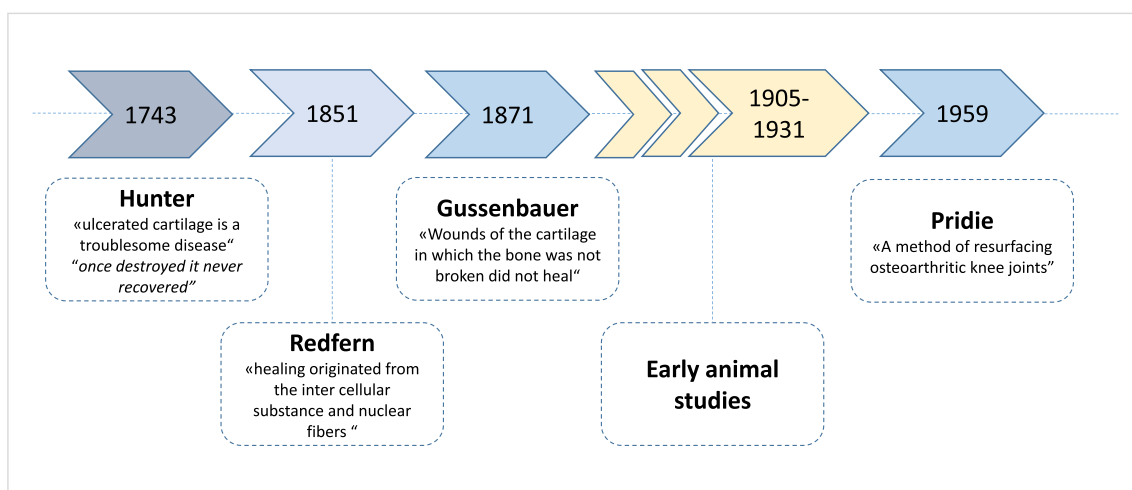 1743
1851
1871
1905-
1931
1959
Hunter
«ulcerated cartilage is a
troublesome disease“
“once destroyed it never
recovered”
Redfern
«healing originated from
the inter cellular
substance and nuclear
fibers “
Gussenbauer
«Wounds of the cartilage
in which the bone was not
broken did not heal“
Early animal
studies
Pridie
«A method of resurfacing
osteoarthritic knee joints”